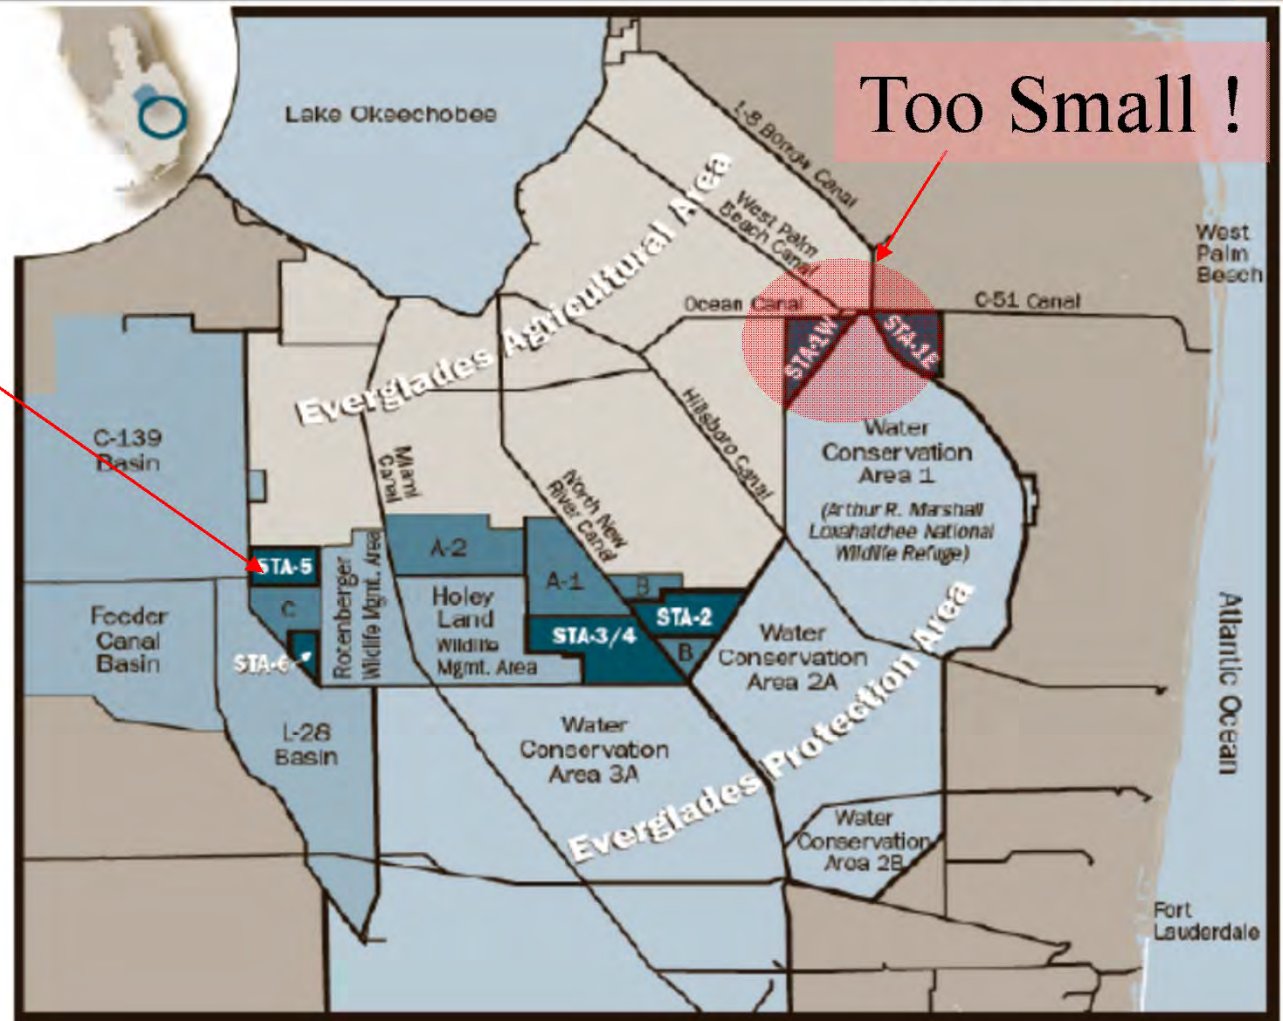 Lake Okeechobee
Too Small !
L-8 Borrow Canal
West Palm
Beach Canal
West
Palm
Beach
Ocean Canal
C-51 Canal
STA-1W
STA-1E
Everglades Agricultural Area
C-139
Basin
Miami
Canal
Hillsboro Canal
North New
River Canal
Water
Conservation
Area 1
(Arthur R. Marshall
Loxahatchee National
Wildlife Refuge)
STA-5
A-2
A-1
B
C
STA-6
Rotenberger
Wildlife Mgmt. Area
Holey
Land
Wildlife
Mgmt. Area
STA-3/4
STA-2
B
Feeder
Canal
Basin
Water
Conservation
Area 2A
L-28
Basin
Water
Conservation
Area 3A
Everglades Protection Area
Water
Conservation
Area 2B
Atlantic Ocean
Fort
Lauderdale